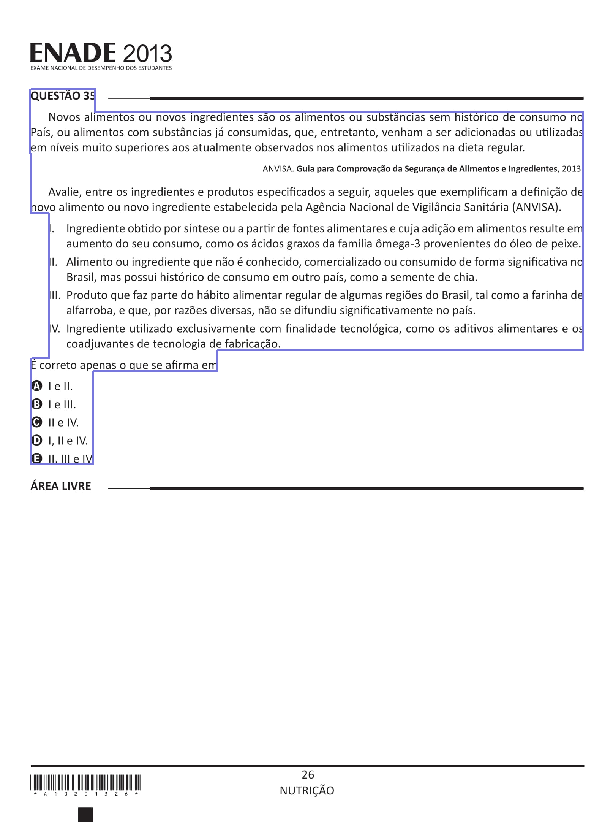 ENADE 2013
EXAME NACIONAL DE DESEMPENHO DOS ESTUDANTES
QUESTÃO 35
Novos alimentos ou novos ingredientes são os alimentos ou substâncias sem histórico de consumo no
País, ou alimentos com substâncias já consumidas, que, entretanto, venham a ser adicionadas ou utilizadas
em níveis muito superiores aos atualmente observados nos alimentos utilizados na dieta regular.
ANVISA. Guia para Comprovação da Segurança de Alimentos e Ingredientes, 2013.
Avalie, entre os ingredientes e produtos especificados a seguir, aqueles que exemplificam a definição de
novo alimento ou novo ingrediente estabelecida pela Agência Nacional de Vigilância Sanitária (ANVISA).
I. Ingrediente obtido por síntese ou a partir de fontes alimentares e cuja adição em alimentos resulte em
aumento do seu consumo, como os ácidos graxos da família ômega-3 provenientes do óleo de peixe.
II. Alimento ou ingrediente que não é conhecido, comercializado ou consumido de forma significativa no
Brasil, mas possui histórico de consumo em outro país, como a semente de chia.
III. Produto que faz parte do hábito alimentar regular de algumas regiões do Brasil, tal como a farinha de
alfarroba, e que, por razões diversas, não se difundiu significativamente no país.
IV. Ingrediente utilizado exclusivamente com finalidade tecnológica, como os aditivos alimentares e os
coadjuvantes de tecnologia de fabricação.
É correto apenas o que se afirma em
A I e II.
B I e III.
C II e IV.
D I, II e IV.
E II, III e IV
ÁREA LIVRE
26
* A 1 3 2 0 1 3 2 6 *
NUTRIÇÃO